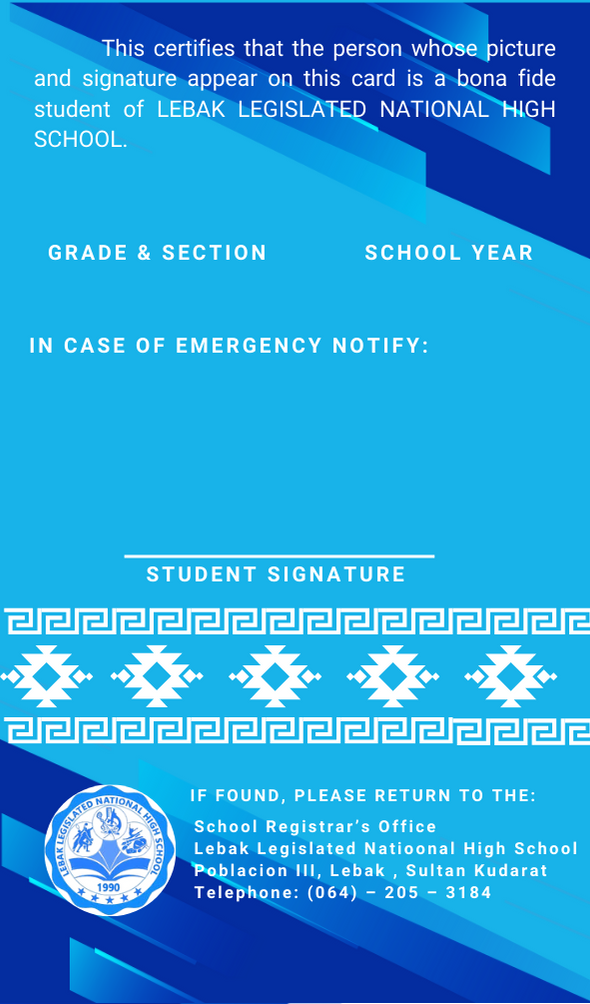 This certifies that the person whose picture
and signature appear on this card is a bona fide
student of LEBAK LEGISLATED NATIONAL HIGH
SCHOOL.
GRADE & SECTION SCHOOL YEAR
IN CASE OF EMERGENCY NOTIFY:
STUDENT SIGNATURE
IF FOUND, PLEASE RETURN TO THE:
School Registrar’s Office
Lebak Legislated Natioonal High School
Poblacion III, Lebak , Sultan Kudarat
Telephone: (064) – 205 – 3184
LEBAK LEGISLATED NATIONAL HIGH SCHOOL
1990